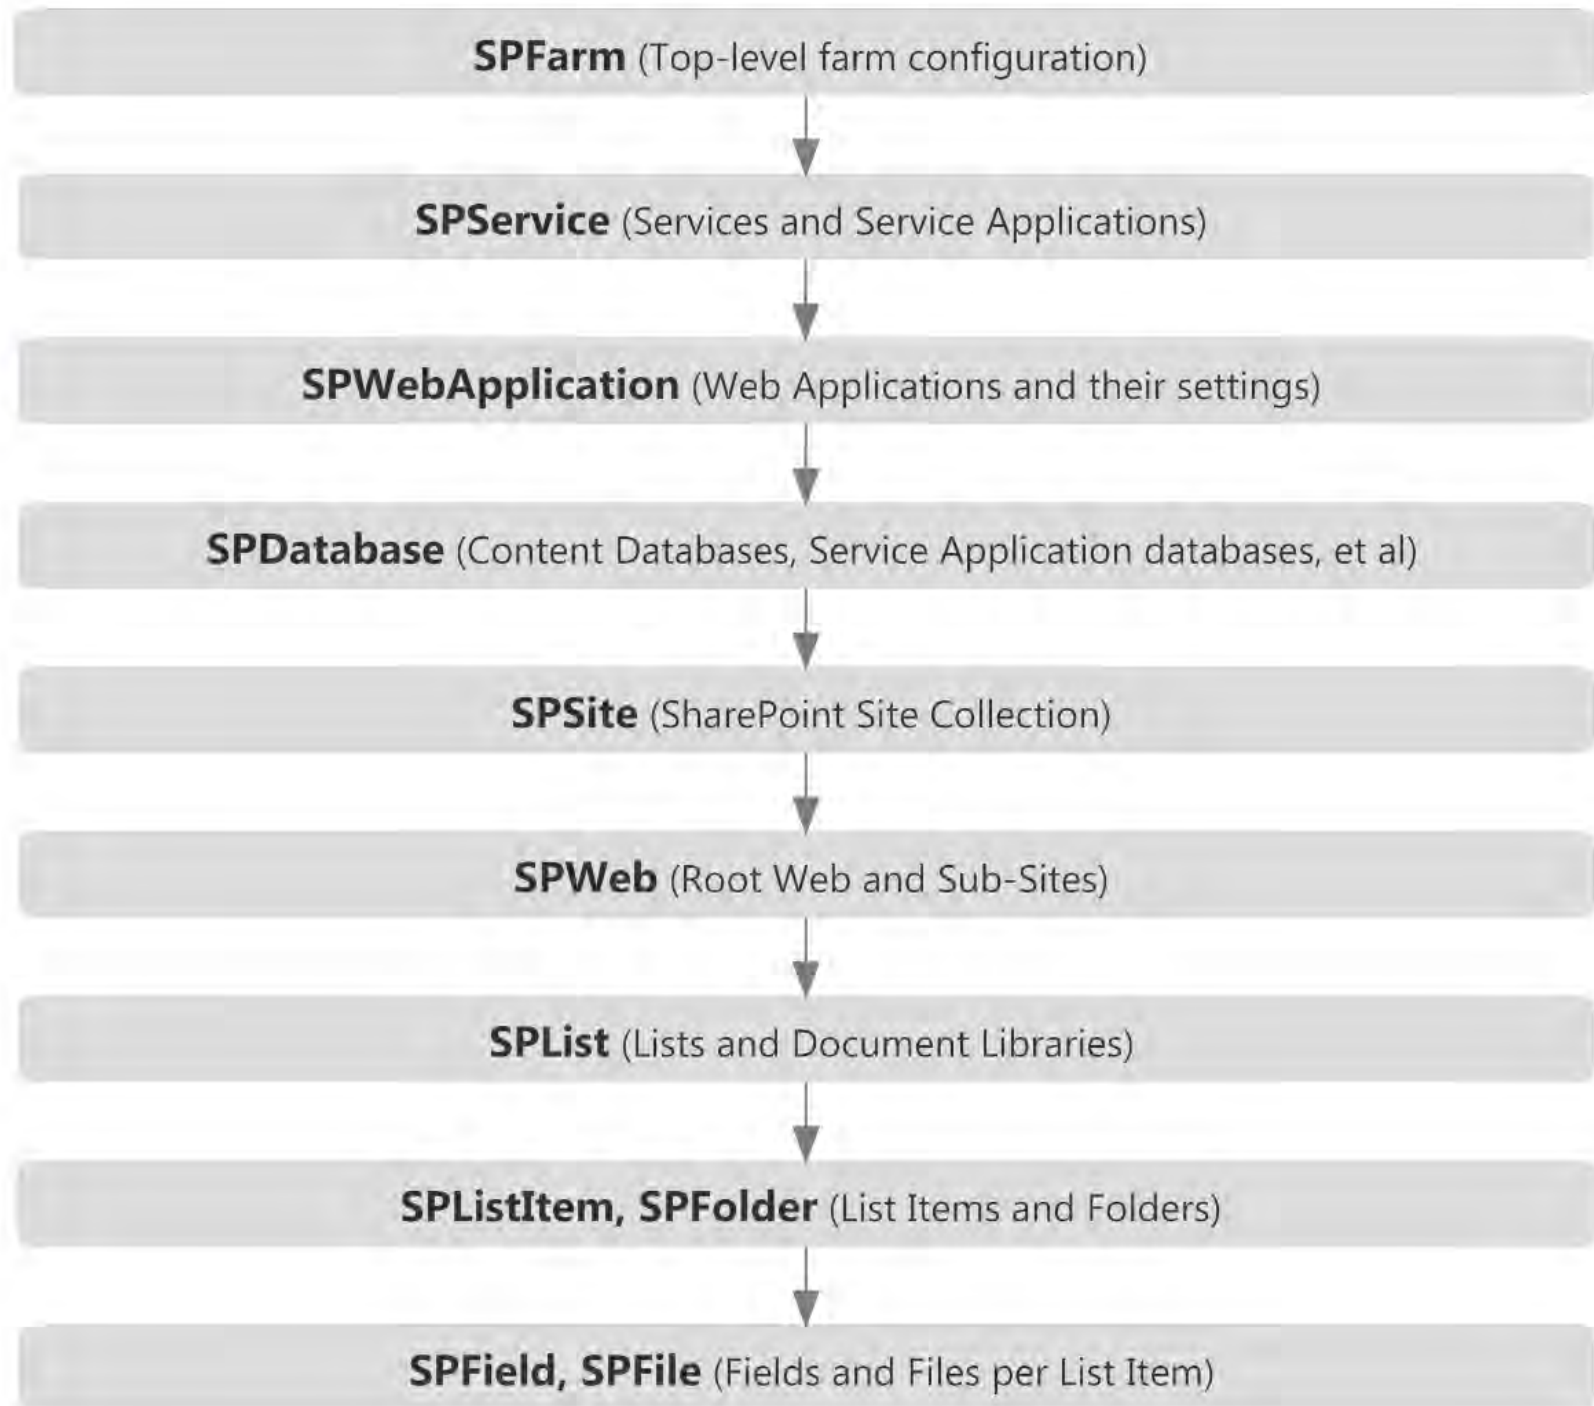 SPFarm (Top-level farm configuration)
SPService (Services and Service Applications)
SPWebApplication (Web Applications and their settings)
SPDatabase (Content Databases, Service Application databases, et al)
SPSite (SharePoint Site Collection)
SPWeb (Root Web and Sub-Sites)
SPList (Lists and Document Libraries)
SPListItem, SPFolder (List Items and Folders)
SPField, SPFile (Fields and Files per List Item)